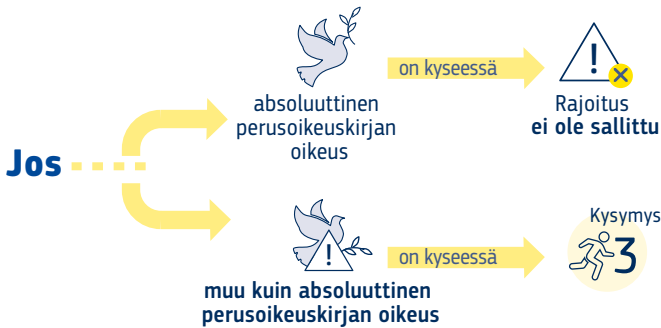 Jos
absoluuttinen
perusoikeuskirjan
oikeus
on kyseessä
!
Rajoitus
ei ole sallittu
!
muu kuin absoluuttinen
perusoikeuskirjan oikeus
on kyseessä
Kysymys
3